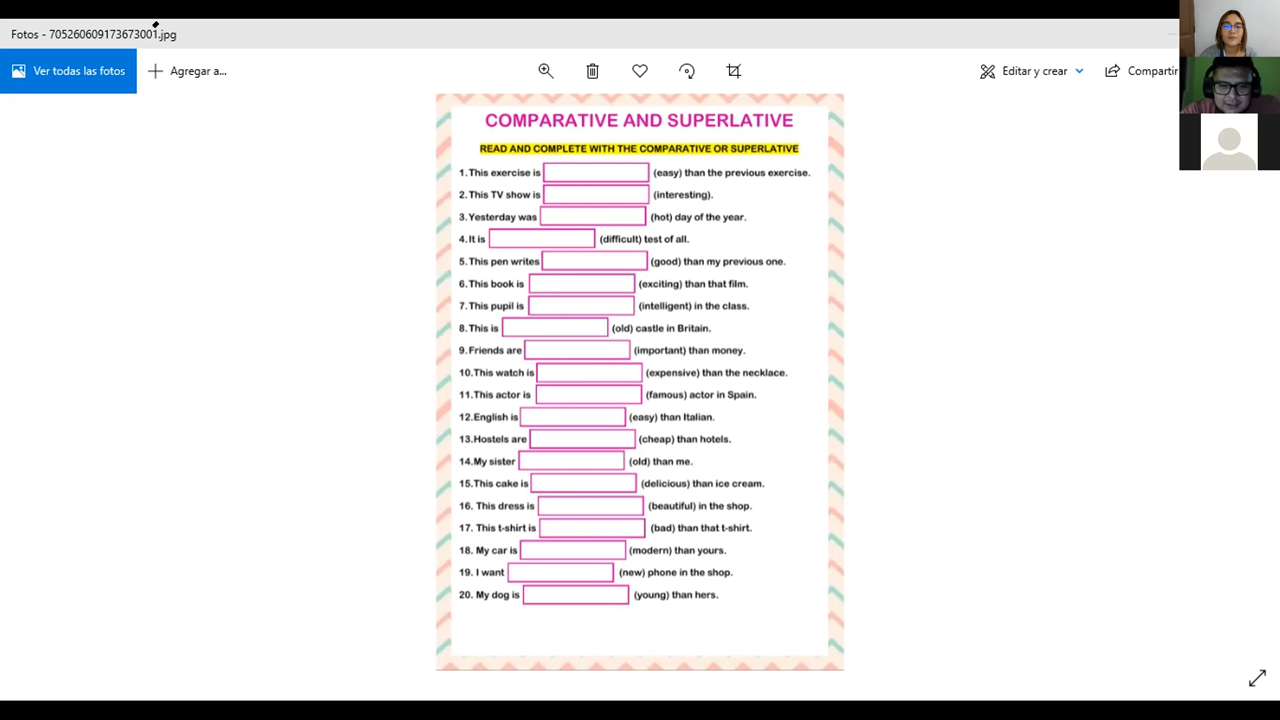 Fotos - 705260609173673001.jpg
Ver todas las fotos
Agregar a...
Editar y crear
Compartir
COMPARATIVE AND SUPERLATIVE
READ AND COMPLETE WITH THE COMPARATIVE OR SUPERLATIVE
1.This exercise is (easy) than the previous exercise.
2.This TV show is (interesting).
3.Yesterday was (hot) day of the year.
4.It is (difficult) test of all.
5.This pen writes (good) than my previous one.
6.This book is (exciting) than that film.
7.This pupil is (intelligent) in the class.
8.This is (old) castle in Britain.
9.Friends are (important) than money.
10.This watch is (expensive) than the necklace.
11.This actor is (famous) actor in Spain.
12.English is (easy) than Italian.
13.Hostels are (cheap) than hotels.
14.My sister (old) than me.
15.This cake is (delicious) than ice cream.
16. This dress is (beautiful) in the shop.
17. This t-shirt is (bad) than that t-shirt.
18. My car is (modern) than yours.
19. I want (new) phone in the shop.
20. My dog is (young) than hers.